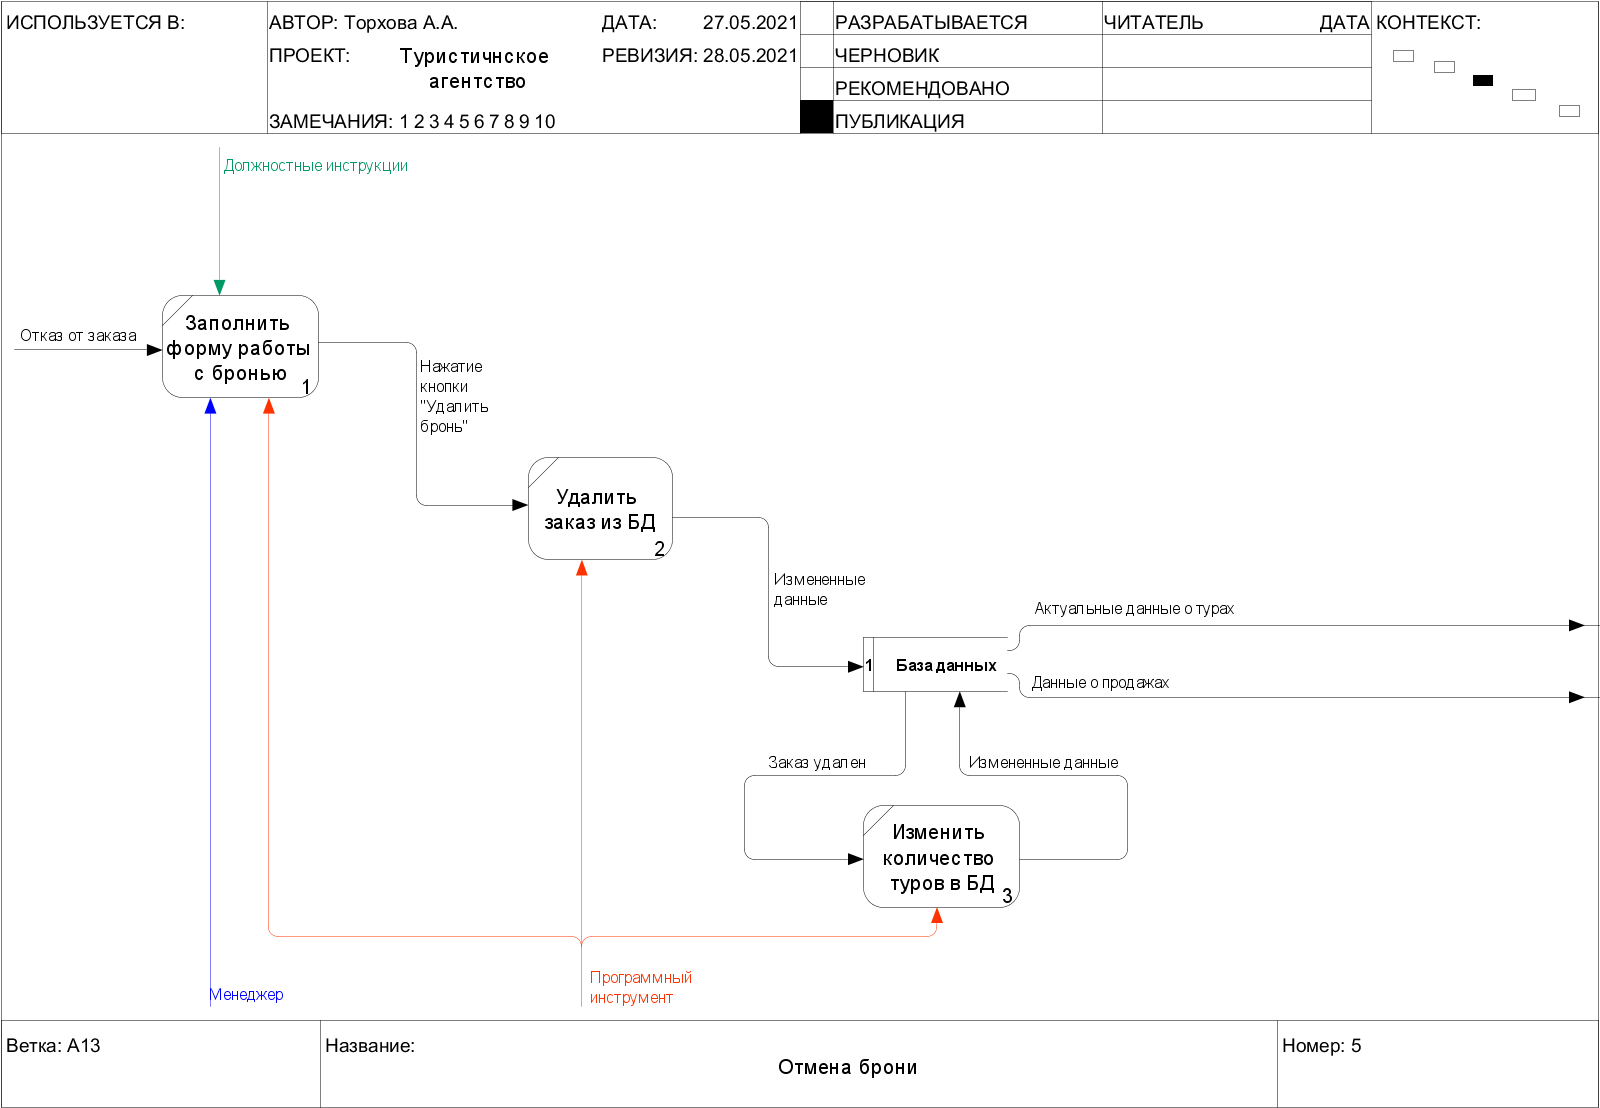 ИСПОЛЬЗУЕТСЯ В:
АВТОР: Торхова А.А.
ДАТА: 27.05.2021
ПРОЕКТ: Туристичнское
агентство
РЕВИЗИЯ: 28.05.2021
ЗАМЕЧАНИЯ: 1 2 3 4 5 6 7 8 9 10
РАЗРАБАТЫВАЕТСЯ
ЧЕРНОВИК
РЕКОМЕНДОВАНО
ПУБЛИКАЦИЯ
ЧИТАТЕЛЬ
ДАТА
КОНТЕКСТ:
Должностные инструкции
Отказ от заказа
Заполнить
форму работы
с бронью
1
Нажатие
кнопки
"Удалить
бронь"
Удалить
заказ из БД
2
Измененные
данные
1
База данных
Актуальные данные о турах
Данные о продажах
Заказ удален
Измененные данные
Изменить
количество
туров в БД
3
Менеджер
Программный
инструмент
Ветка: A13
Название:
Отмена брони
Номер: 5